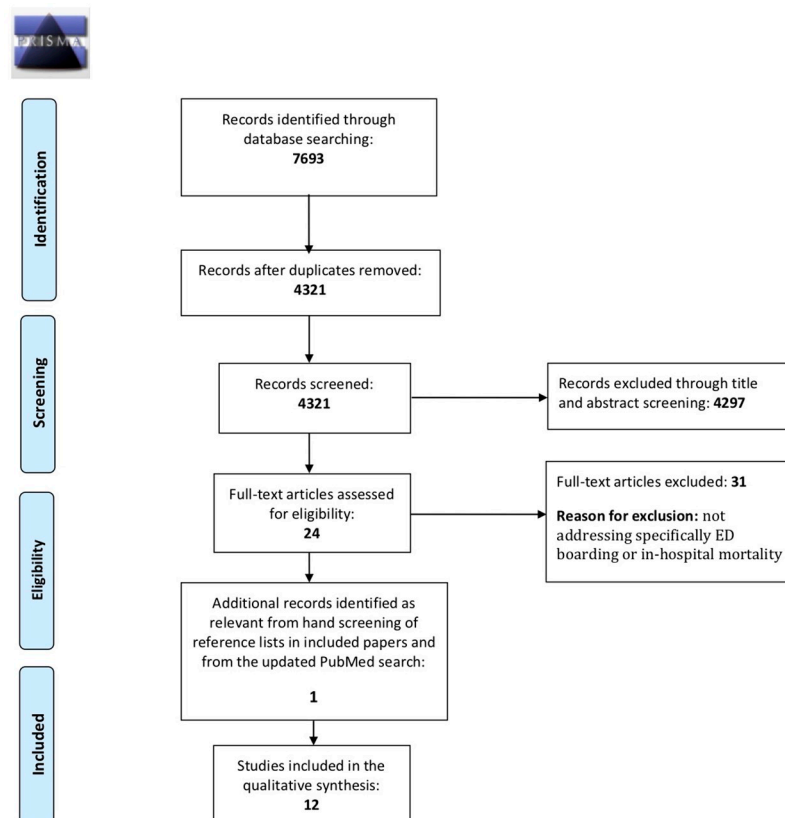 PRISMA
Identification
Records identified through
database searching:
7693
Records after duplicates removed:
4321
Screening
Records screened:
4321
Records excluded through title
and abstract screening: 4297
Eligibility
Full-text articles assessed
for eligibility:
24
Full-text articles excluded: 31
Reason for exclusion: not
addressing specifically ED
boarding or in-hospital mortality
Additional records identified as
relevant from hand screening of
reference lists in included papers and
from the updated PubMed search:
1
Included
Studies included in the
qualitative synthesis:
12